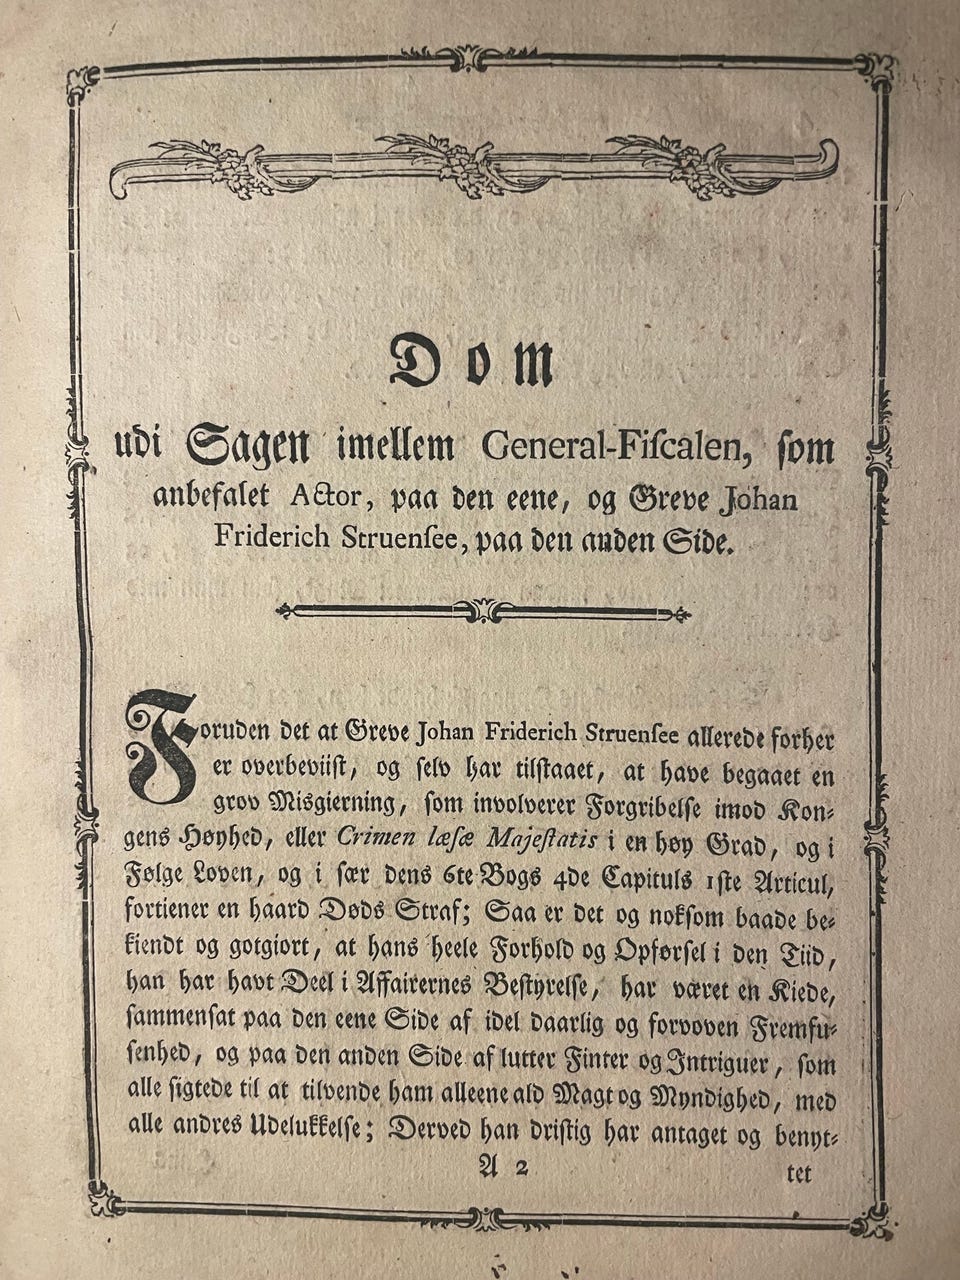 Dom
udi Sagen imellem General-Fiſcalen, ſom
anbefalet Actor, paa den eene, og Greve Johan
Friderich Struenſee, paa den anden Side.
Foruden det at Greve Johan Friderich Struenſee allerede forher
er overbeviiſt, og ſelv har tilſtaaet, at have begaaet en
grov Misgierning, ſom involverer Forgribelſe imod Kon⸗
gens Høyhed, eller Crimen læſæ Majeſtatis i en høy Grad, og i
Følge Loven, og i ſær dens 6te Bogs 4de Capituls 1ſte Articul,
fortiener en haard Døds Straf; Saa er det og nokſom baade be⸗
kiendt og gotgiort, at hans heele Forhold og Opførſel i den Tiid,
han har havt Deel i Affairernes Beſtyrelſe, har været en Kiede,
ſammenſat paa den eene Side af idel daarlig og forvoven Fremfu⸗
ſenhed, og paa den anden Side af lutter Finter og Intriguer, ſom
alle ſigtede til at tilvende ham alleene ald Magt og Myndighed, med
alle andres Udelukkelſe; Derved han driſtig har antaget og benyt⸗
A 2 tet